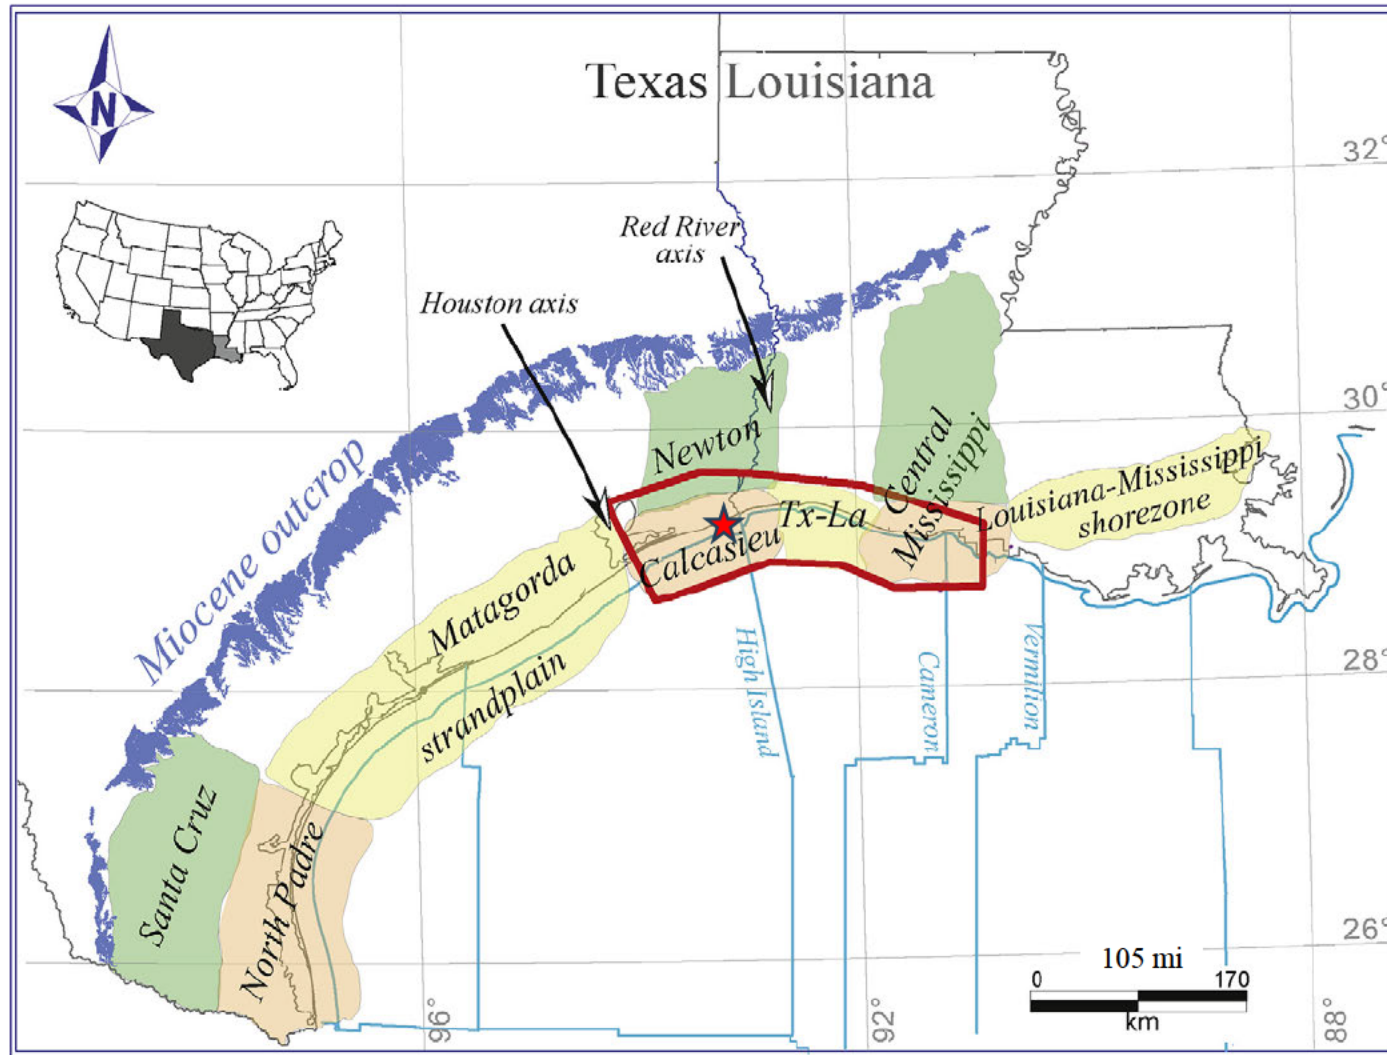 Texas Louisiana
N
32°
Red River
axis
Houston axis
30°
Miocene outcrop
Newton
Central
Mississippi
Louisiana-Mississippi
shorezone
Tx-La
Calcasieu
Matagorda
strandplain
28°
High Island
Cameron
Vermilion
Santa Cruz
North Padre
26°
105 mi
0 170
km
96°
92°
88°